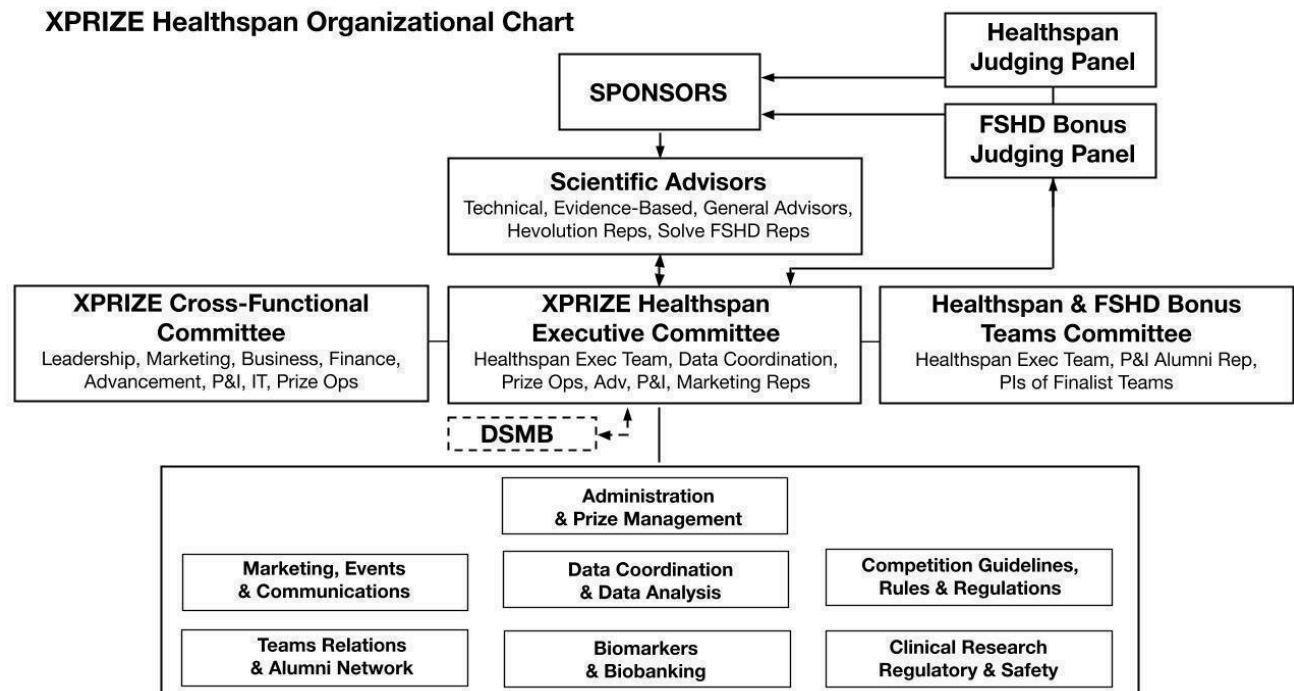 XPRIZE Healthspan Organizational Chart
Healthspan
Judging Panel
SPONSORS
FSHD Bonus
Judging Panel
Scientific Advisors
Technical, Evidence-Based, General Advisors,
Hevolution Reps, Solve FSHD Reps
XPRIZE Cross-Functional
Committee
Leadership, Marketing, Business, Finance,
Advancement, P&I, IT, Prize Ops
XPRIZE Healthspan
Executive Committee
Healthspan Exec Team, Data Coordination,
Prize Ops, Adv, P&I, Marketing Reps
Healthspan & FSHD Bonus
Teams Committee
Healthspan Exec Team, P&I Alumni Rep,
PIs of Finalist Teams
DSMB
Administration
& Prize Management
Marketing, Events
& Communications
Data Coordination
& Data Analysis
Competition Guidelines,
Rules & Regulations
Teams Relations
& Alumni Network
Biomarkers
& Biobanking
Clinical Research
Regulatory & Safety